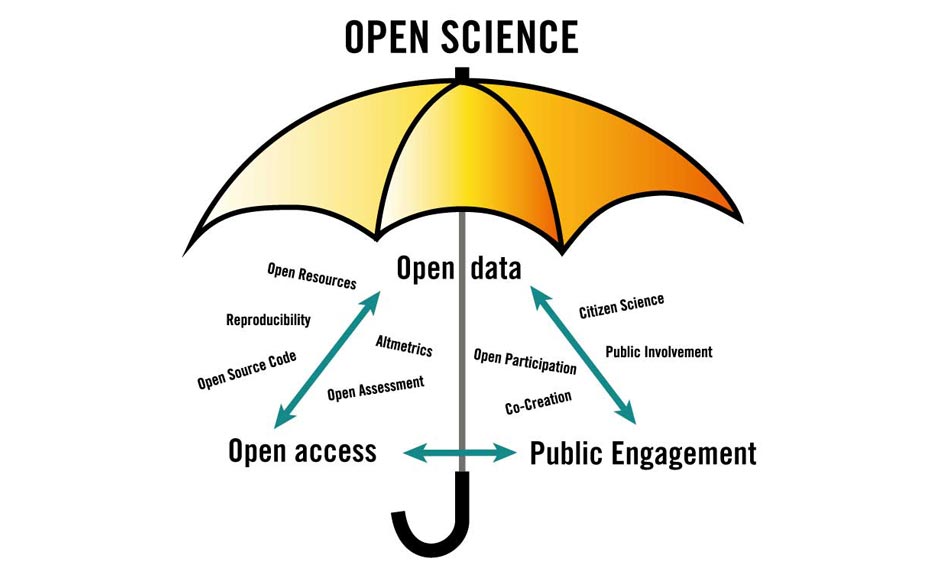 OPEN SCIENCE
Open data
Open Resources
Citizen Science
Reproducibility
Altmetrics
Open Participation
Public Involvement
Open Source Code
Open Assessment
Co-Creation
Open access
Public Engagement